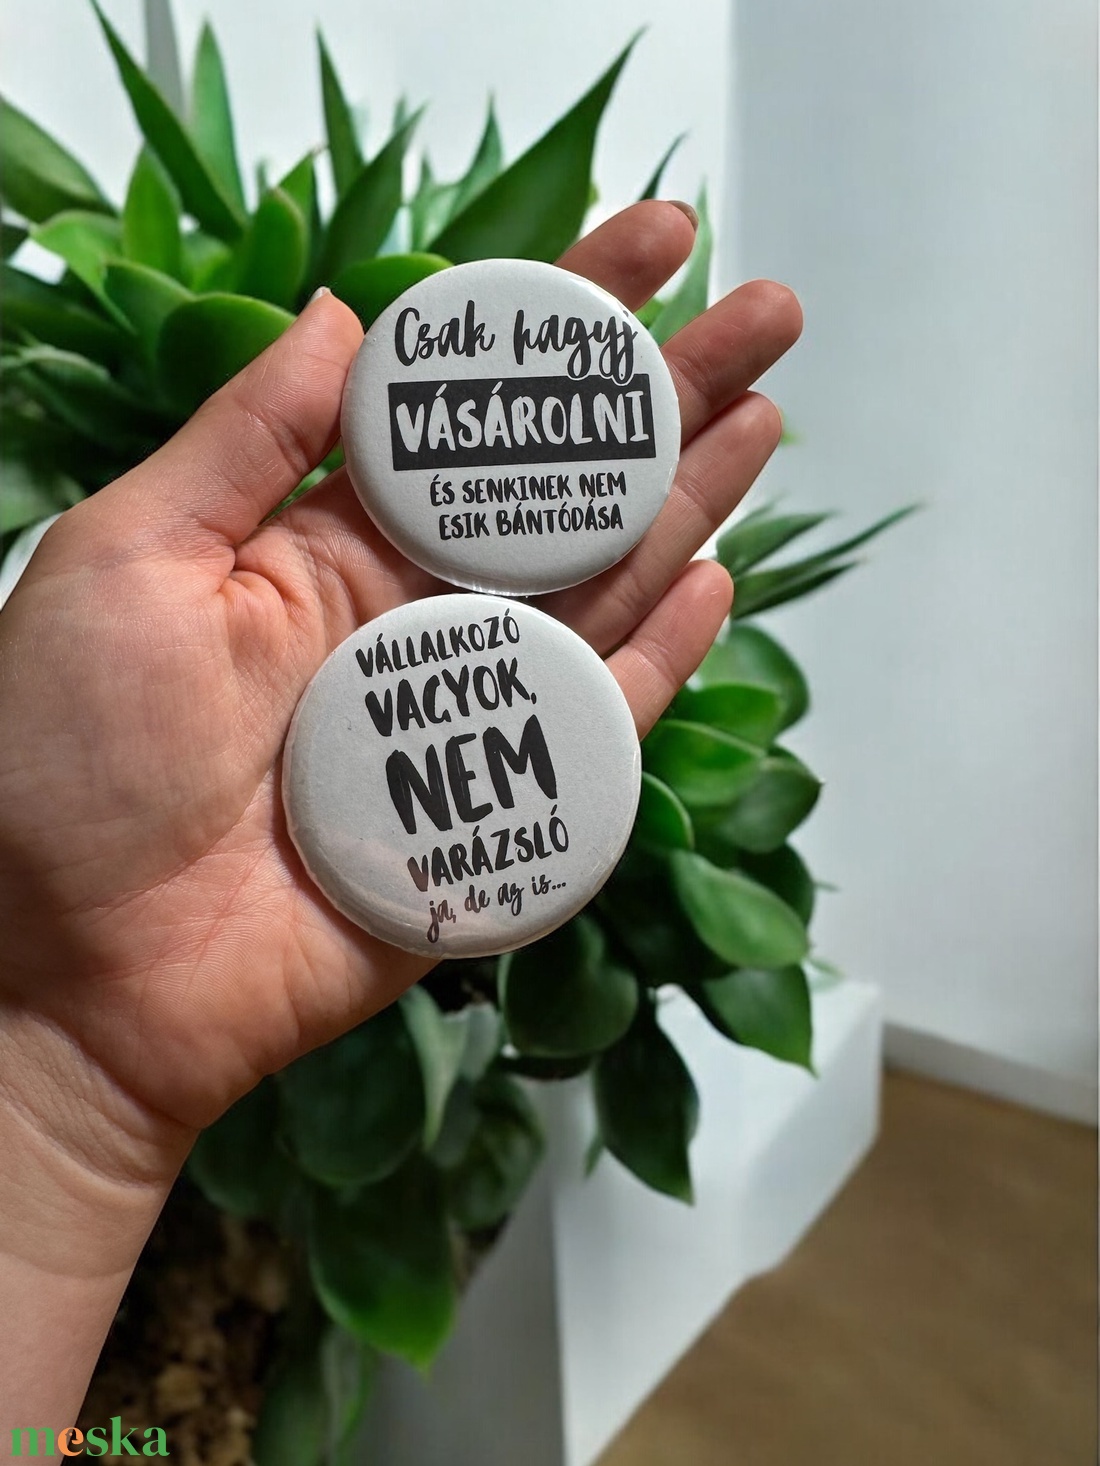 Csak hagyj
VÁSÁROLNI
ÉS SENKINEK NEM
ESIK BÁNTÓDÁSA
VÁLLALKOZÓ
VAGYOK,
NEM
VARÁZSLÓ
ja, de az is...
meska